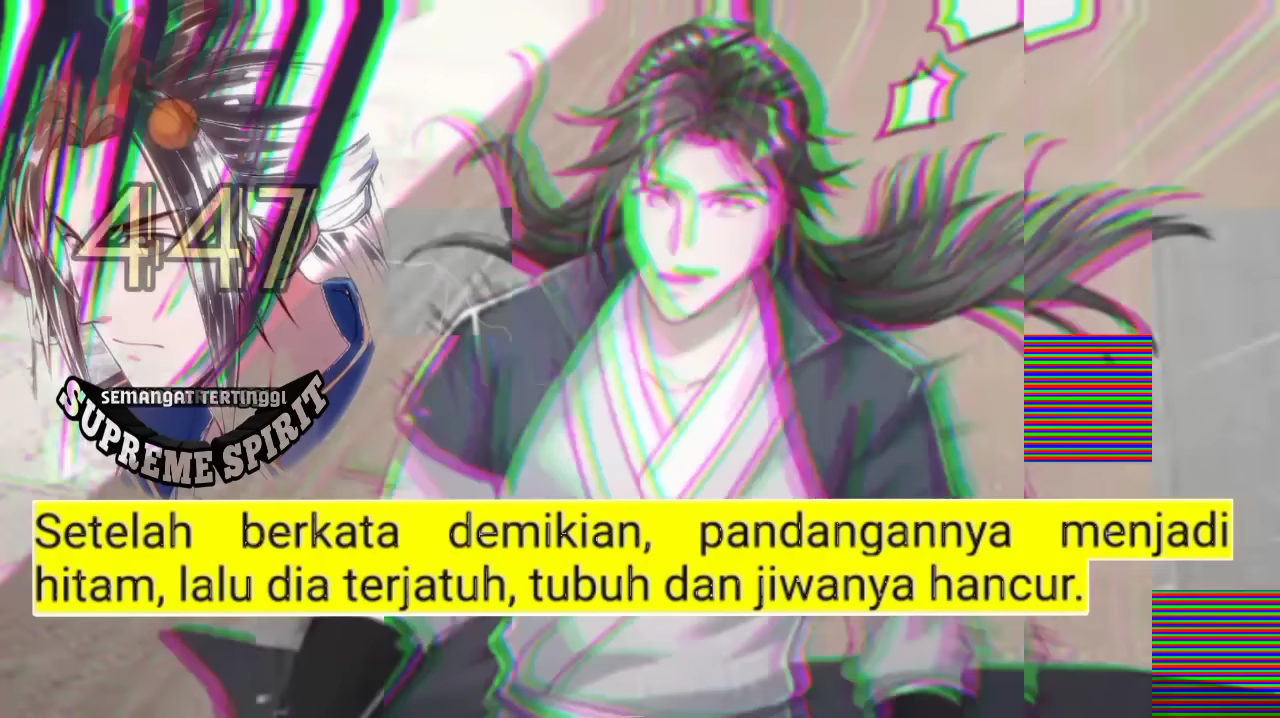 447
SEMANGAT TERTINGGI
SUPREME SPIRIT
Setelah berkata demikian, pandangannya menjadi
hitam, lalu dia terjatuh, tubuh dan jiwanya hancur.